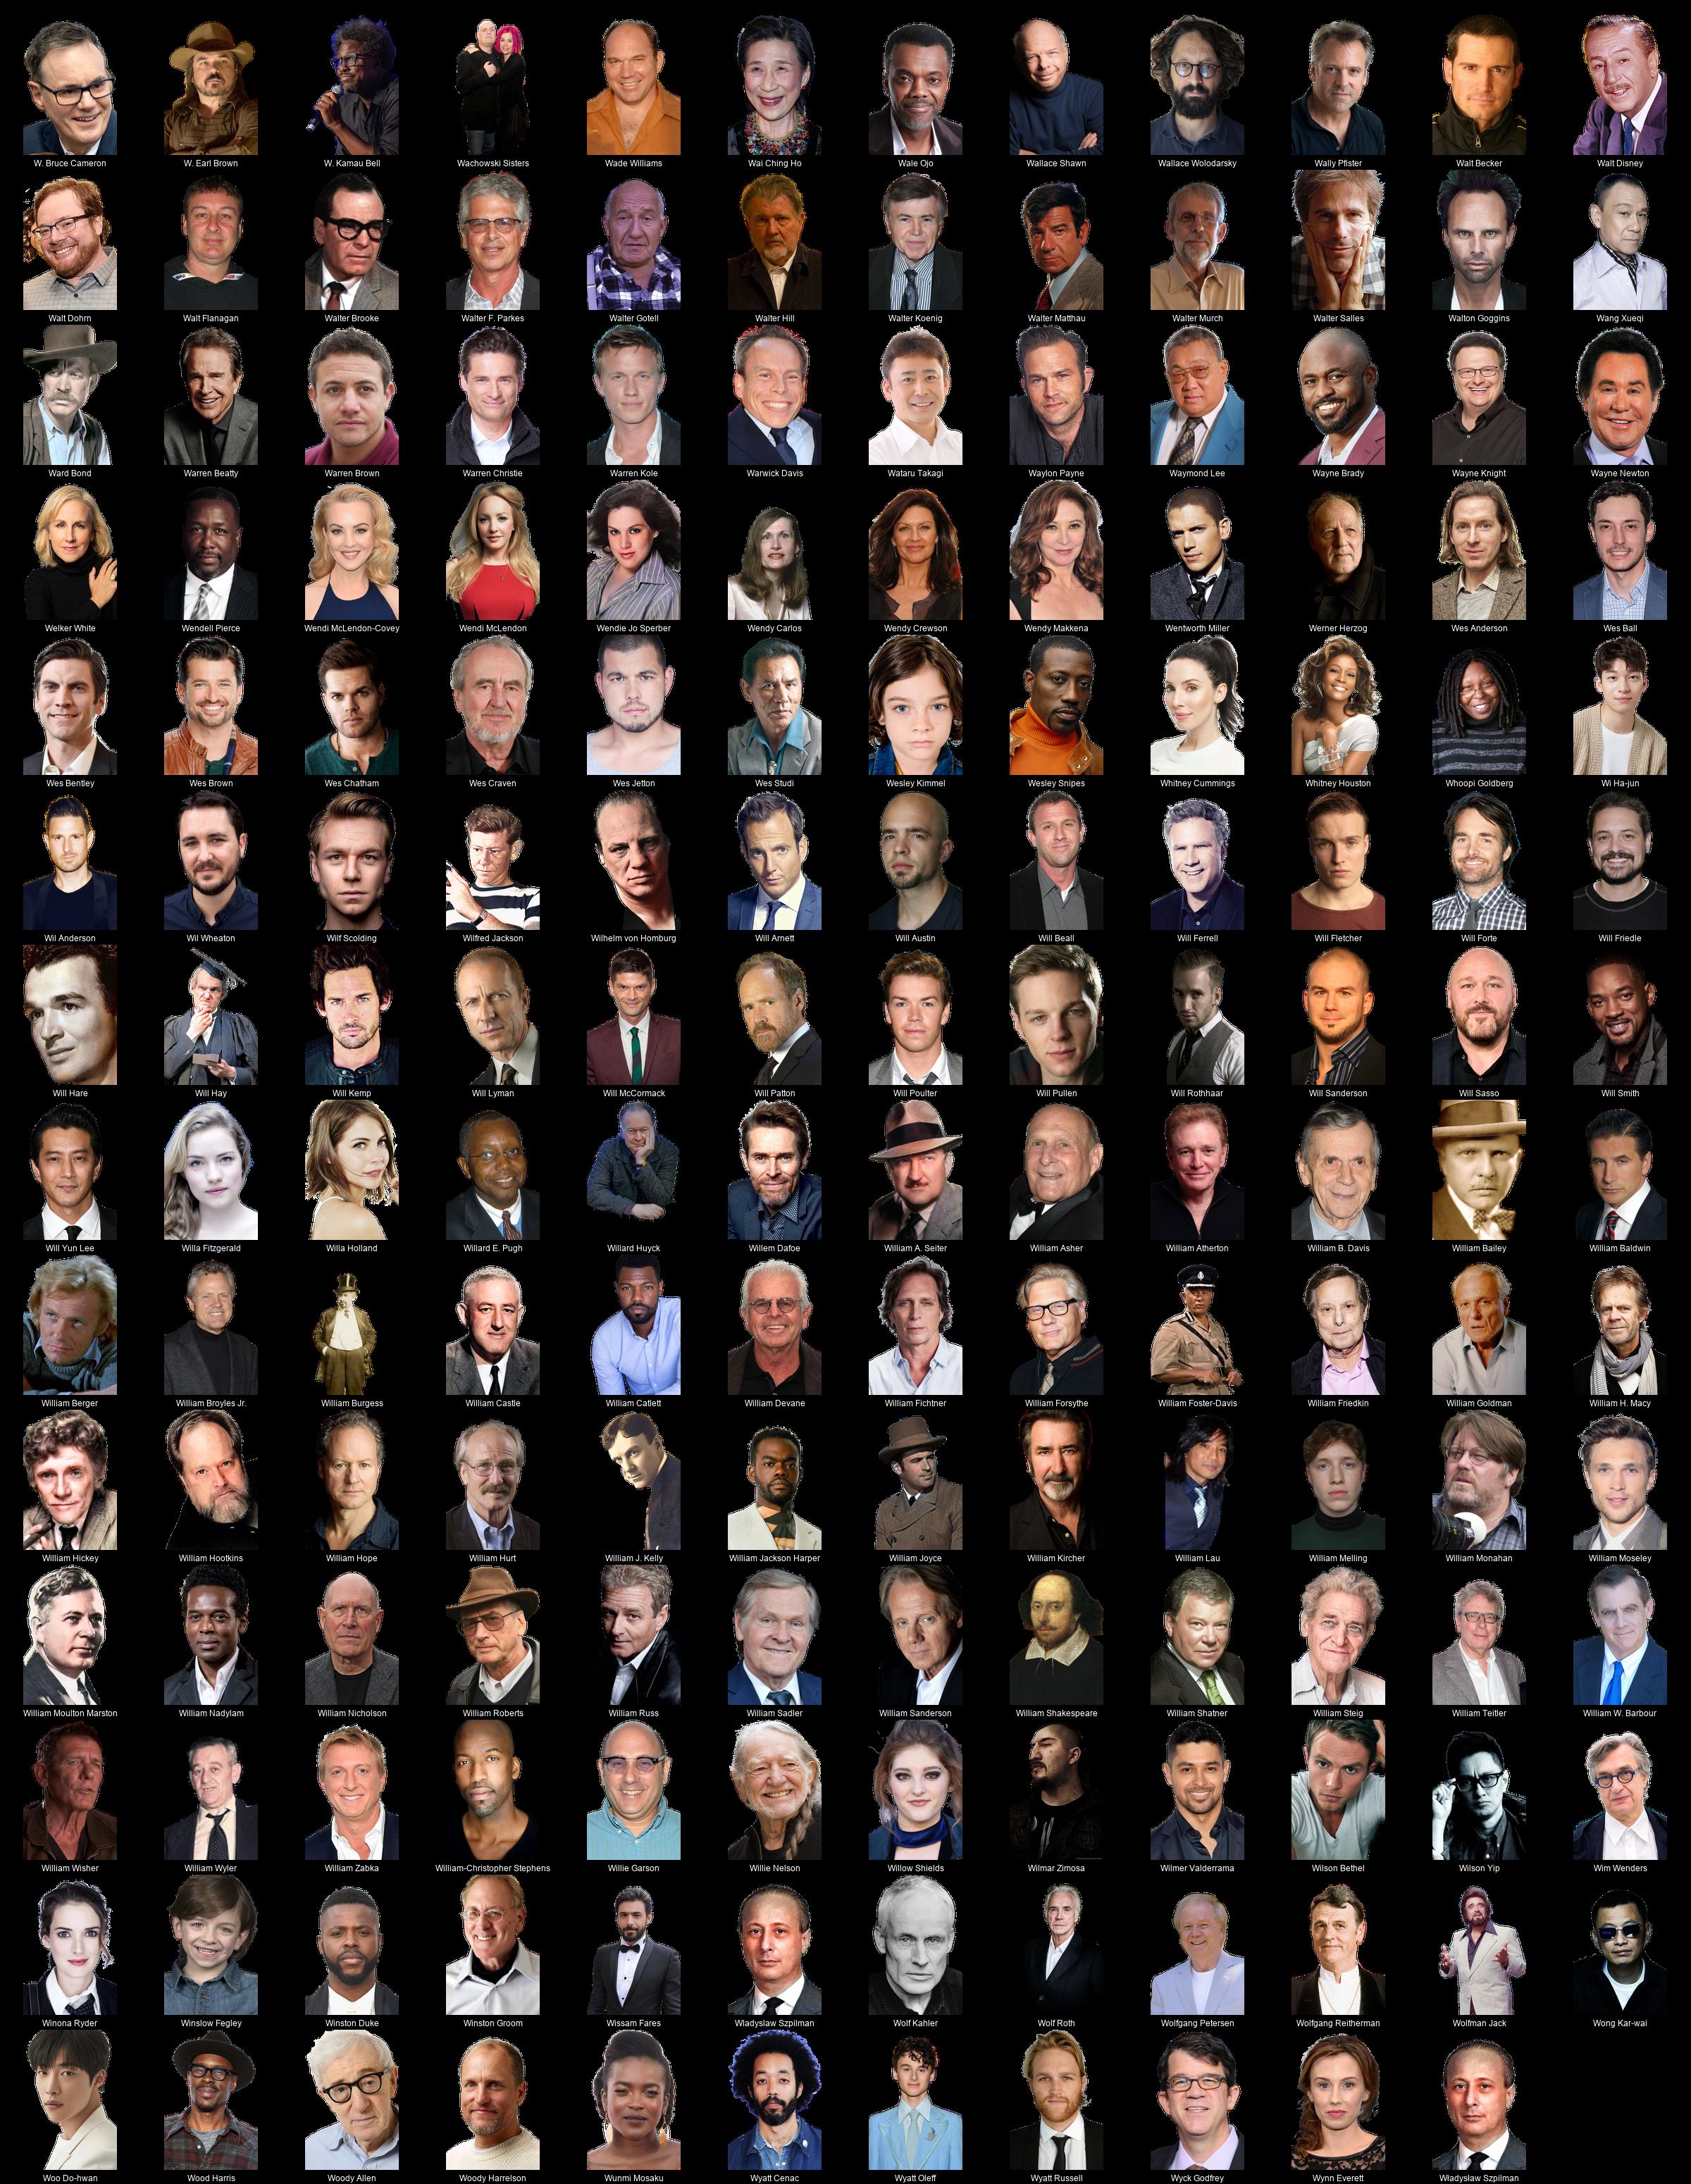 W. Bruce Cameron W. Earl Brown W. Kamau Bell Wachowski Sisters Wade Williams Wai Ching Ho Wale Ojo Wallace Shawn Wallace Wolodarsky Wally Pfister Walt Becker Walt Disney
Walt Dohrn Walt Flanagan Walter Brooke Walter F. Parkes Walter Gotell Walter Hill Walter Koenig Walter Matthau Walter Murch Walter Salles Walton Goggins Wang Xueqi
Ward Bond Warren Beatty Warren Brown Warren Christie Warren Kole Warwick Davis Wataru Takagi Waylon Payne Waymond Lee Wayne Brady Wayne Knight Wayne Newton
Welker White Wendell Pierce Wendi McLendon-Covey Wendi McLendon Wendie Jo Sperber Wendy Carlos Wendy Crewson Wendy Makkena Wentworth Miller Werner Herzog Wes Anderson Wes Ball
Wes Bentley Wes Brown Wes Chatham Wes Craven Wes Jetton Wes Studi Wesley Kimmel Wesley Snipes Whitney Cummings Whitney Houston Whoopi Goldberg Wi Ha-jun
Wil Anderson Wil Wheaton Wilf Scolding Wilfred Jackson Wilhelm von Homburg Will Arnett Will Austin Will Beall Will Ferrell Will Fletcher Will Forte Will Friedle
Will Hare Will Hay Will Kemp Will Lyman Will McCormack Will Patton Will Poulter Will Pullen Will Rothhaar Will Sanderson Will Sasso Will Smith
Will Yun Lee Willa Fitzgerald Willa Holland Willard E. Pugh Willard Huyck Willem Dafoe William A. Seiter William Asher William Atherton William B. Davis William Bailey William Baldwin
William Berger William Broyles Jr. William Burgess William Castle William Catlett William Devane William Fichtner William Forsythe William Foster-Davis William Friedkin William Goldman William H. Macy
William Hickey William Hootkins William Hope William Hurt William J. Kelly William Jackson Harper William Joyce William Kircher William Lau William Melling William Monahan William Moseley
William Moulton Marston William Nadylam William Nicholson William Roberts William Russ William Sadler William Sanderson William Shakespeare William Shatner William Steig William Teitler William W. Barbour
William Wisher William Wyler William Zabka William-Christopher Stephens Willie Garson Willie Nelson Willow Shields Wilmar Zimosa Wilmer Valderrama Wilson Bethel Wilson Yip Wim Wenders
Winona Ryder Winslow Fegley Winston Duke Winston Groom Wissam Fares Wladyslaw Szpilman Wolf Kahler Wolf Roth Wolfgang Petersen Wolfgang Reitherman Wolfman Jack Wong Kar-wai
Woo Do-hwan Wood Harris Woody Allen Woody Harrelson Wunmi Mosaku Wyatt Cenac Wyatt Oleff Wyatt Russell Wyck Godfrey Wynn Everett Władysław Szpilman